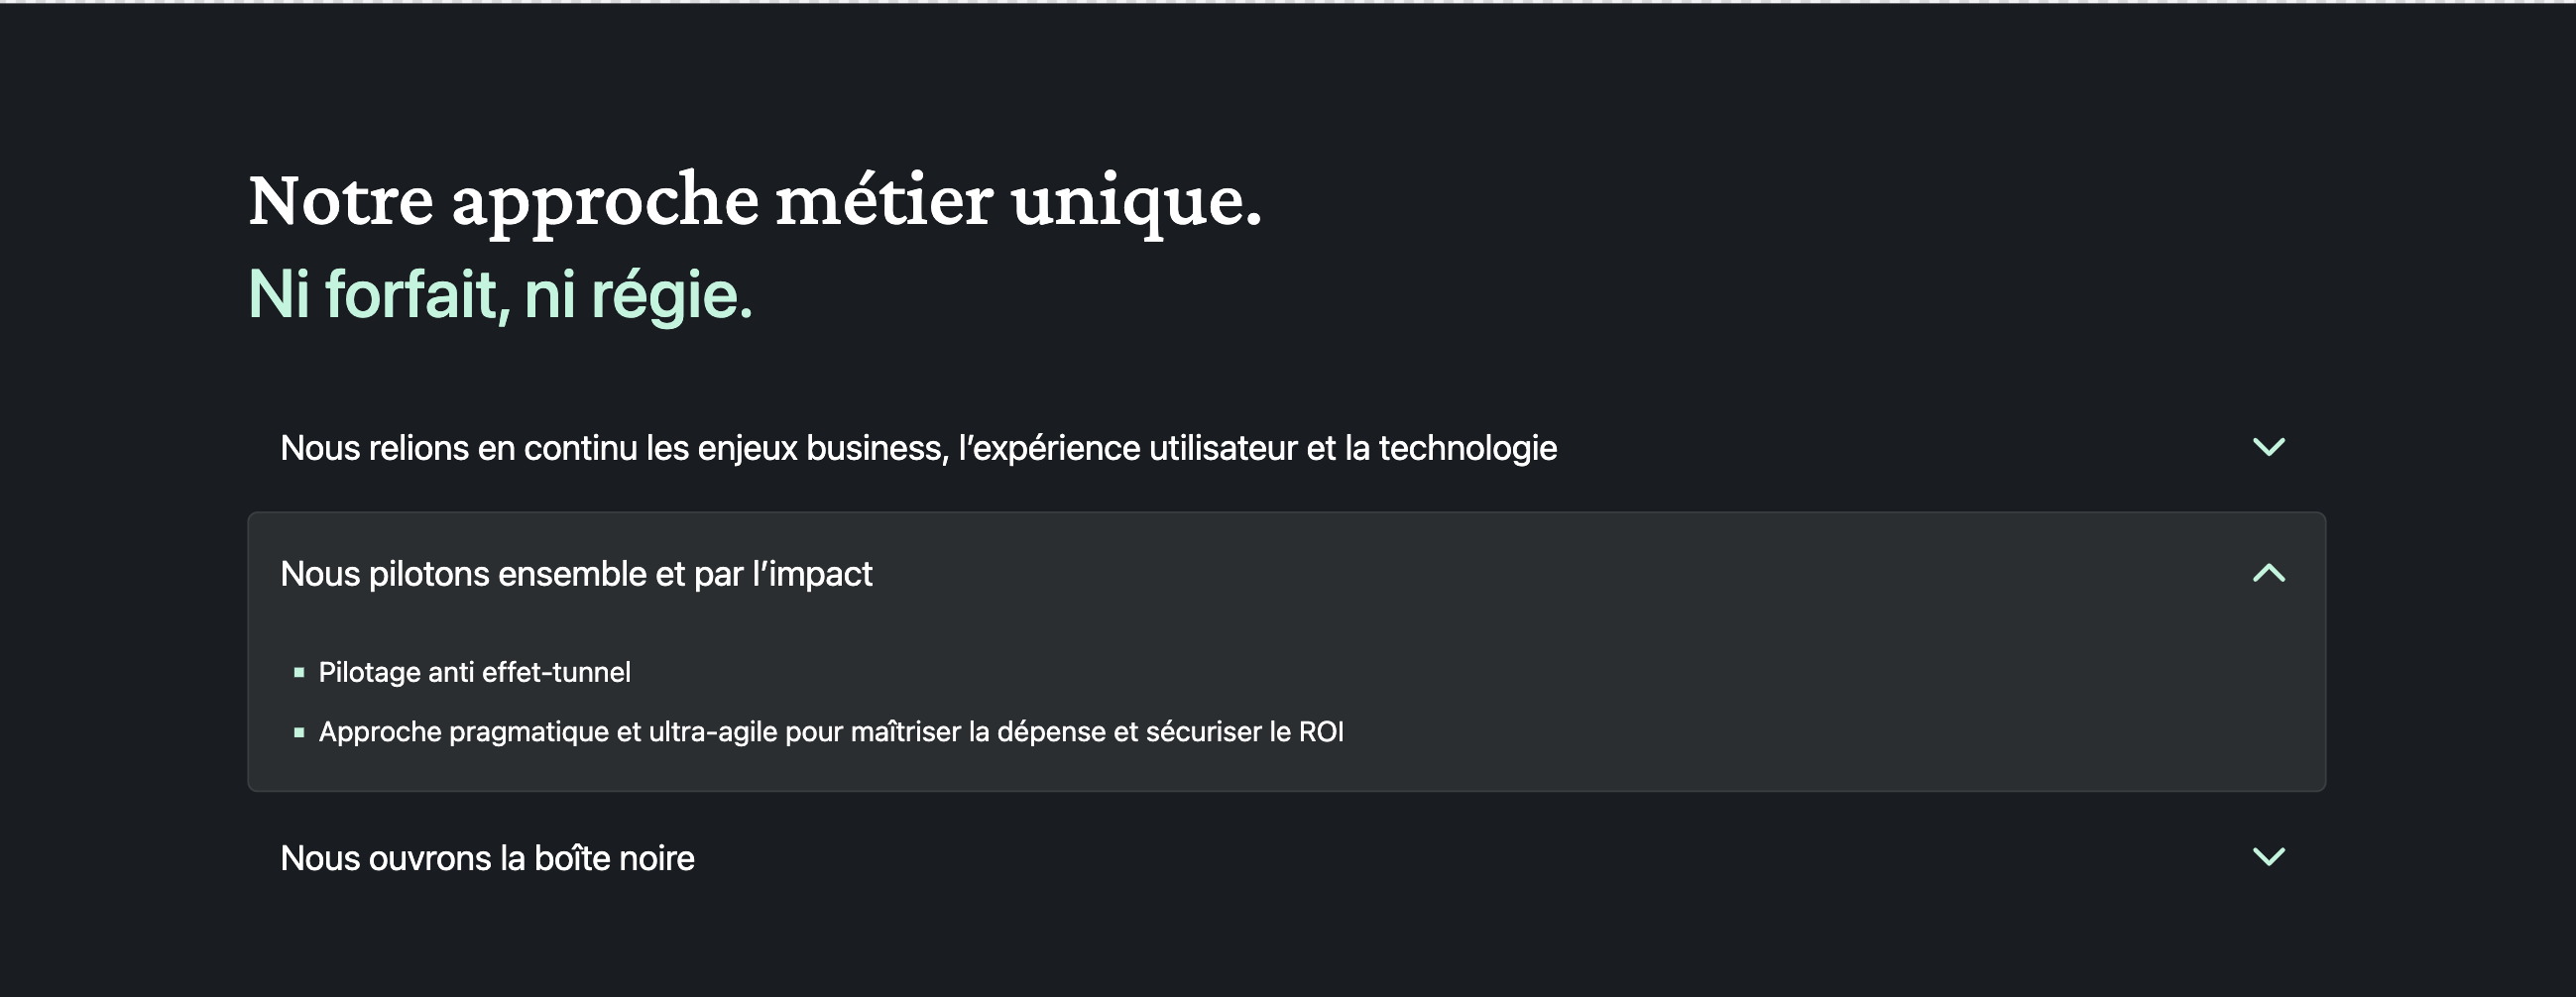 Notre approche métier unique.
Ni forfait, ni régie.
Nous relions en continu les enjeux business, l’expérience utilisateur et la technologie
Nous pilotons ensemble et par l’impact
Pilotage anti effet-tunnel
Approche pragmatique et ultra-agile pour maîtriser la dépense et sécuriser le ROI
Nous ouvrons la boîte noire